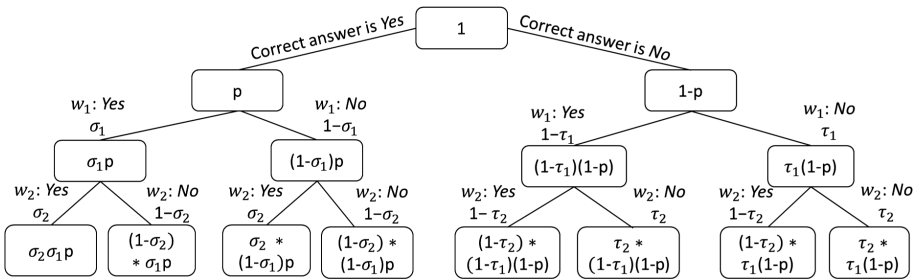 1
Correct answer is Yes
Correct answer is No
p
1-p
w₁: Yes
σ₁
w₁: No
1−σ₁
w₁: Yes
1−τ₁
w₁: No
τ₁
σ₁p
(1-σ₁)p
(1-τ₁)(1-p)
τ₁(1-p)
w₂: Yes
σ₂
w₂: No
1−σ₂
w₂: Yes
σ₂
w₂: No
1−σ₂
w₂: Yes
1− τ₂
w₂: No
τ₂
w₂: Yes
1−τ₂
w₂: No
τ₂
σ₂σ₁p
(1-σ₂)
* σ₁p
σ₂ *
(1-σ₁)p
(1-σ₂) *
(1-σ₁)p
(1-τ₂) *
(1-τ₁)(1-p)
τ₂ *
(1-τ₁)(1-p)
(1-τ₂) *
τ₁(1-p)
τ₂ *
τ₁(1-p)